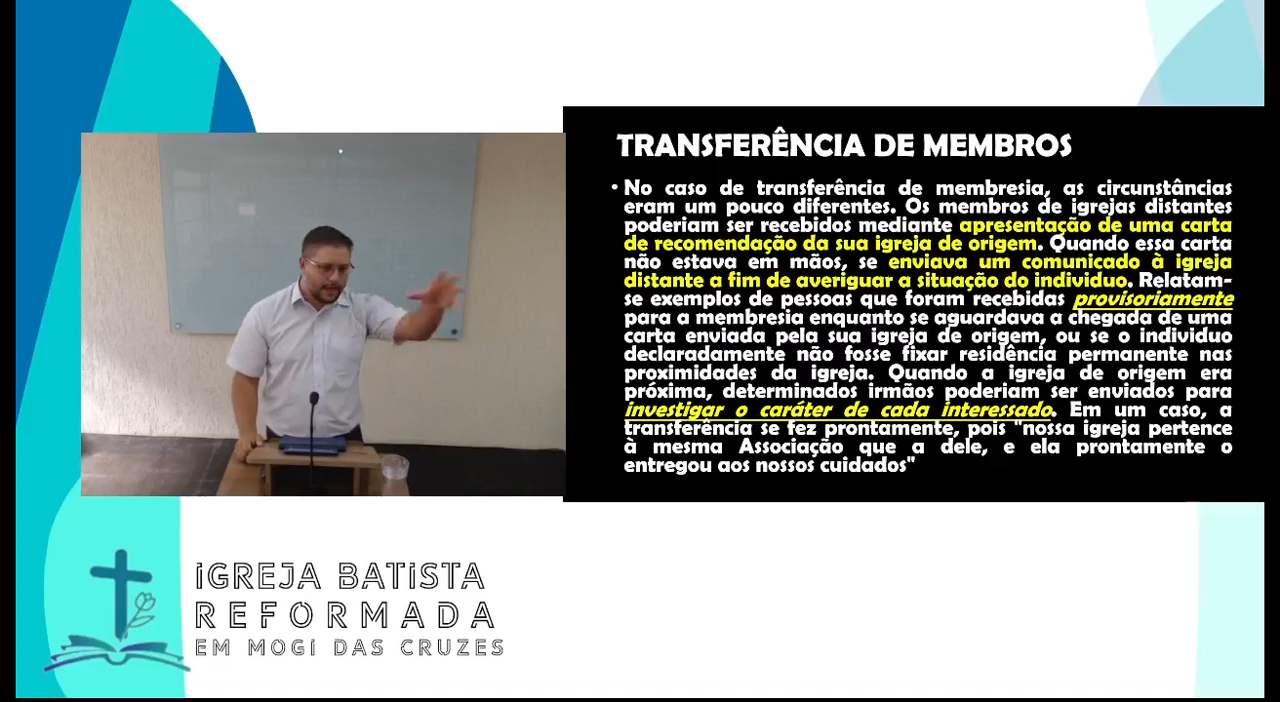 TRANSFERÊNCIA DE MEMBROS
• No caso de transferência de membresia, as circunstâncias
eram um pouco diferentes. Os membros de igrejas distantes
poderiam ser recebidos mediante apresentação de uma carta
de recomendação da sua igreja de origem. Quando essa carta
não estava em mãos, se enviava um comunicado à igreja
distante a fim de averiguar a situação do individuo. Relatam-
se exemplos de pessoas que foram recebidas provisoriamente
para a membresia enquanto se aguardava a chegada de uma
carta enviada pela sua igreja de origem, ou se o individuo
declaradamente não fosse fixar residência permanente nas
proximidades da igreja. Quando a igreja de origem era
próxima, determinados irmãos poderiam ser enviados para
investigar o caráter de cada interessado. Em um caso, a
transferência se fez prontamente, pois "nossa igreja pertence
à mesma Associação que a dele, e ela prontamente o
entregou aos nossos cuidados"
IGREJA BATISTA
REFORMADA
EM MOGI DAS CRUZES